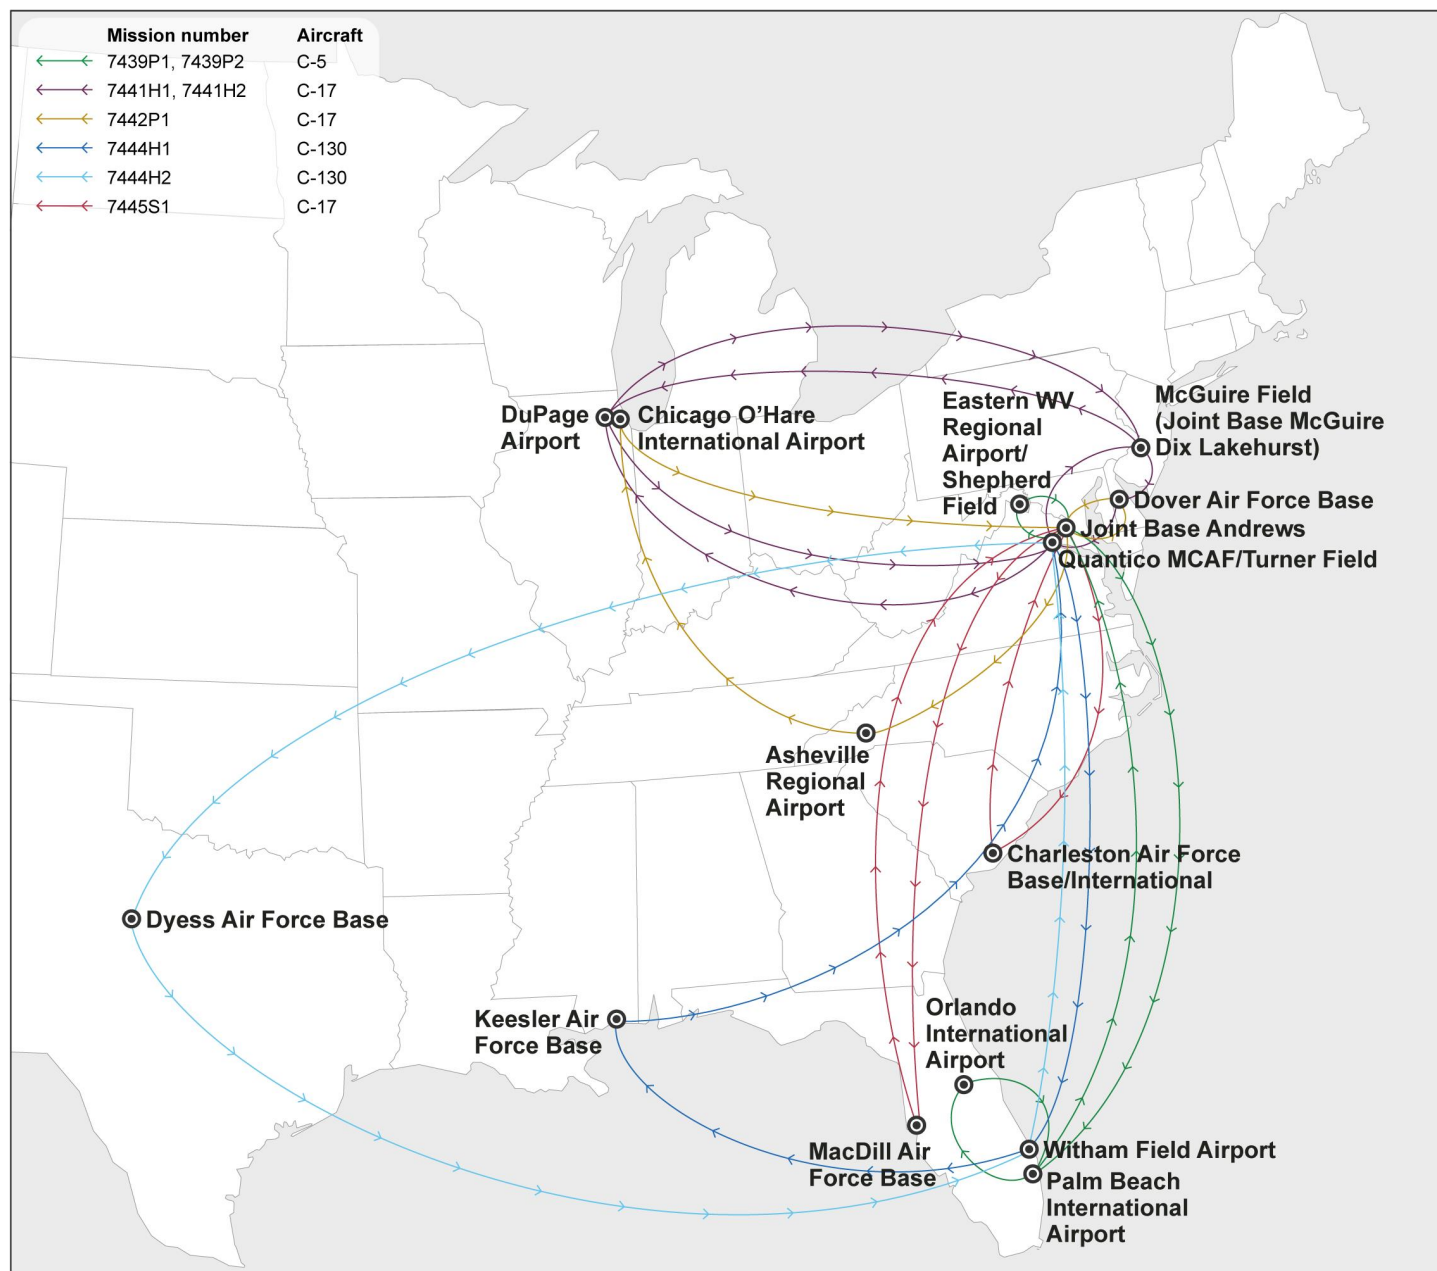 Mission number Aircraft
7439P1, 7439P2 C-5
7441H1, 7441H2 C-17
7442P1 C-17
7444H1 C-130
7444H2 C-130
7445S1 C-17
DuPage
Airport
Chicago O’Hare
International Airport
Eastern WV
Regional
Airport/
Shepherd
Field
McGuire Field
(Joint Base McGuire
Dix Lakehurst)
Dover Air Force Base
Joint Base Andrews
Quantico MCAF/Turner Field
Asheville
Regional
Airport
Charleston Air Force
Base/International
Dyess Air Force Base
Keesler Air
Force Base
Orlando
International
Airport
MacDill Air
Force Base
Witham Field Airport
Palm Beach
International
Airport